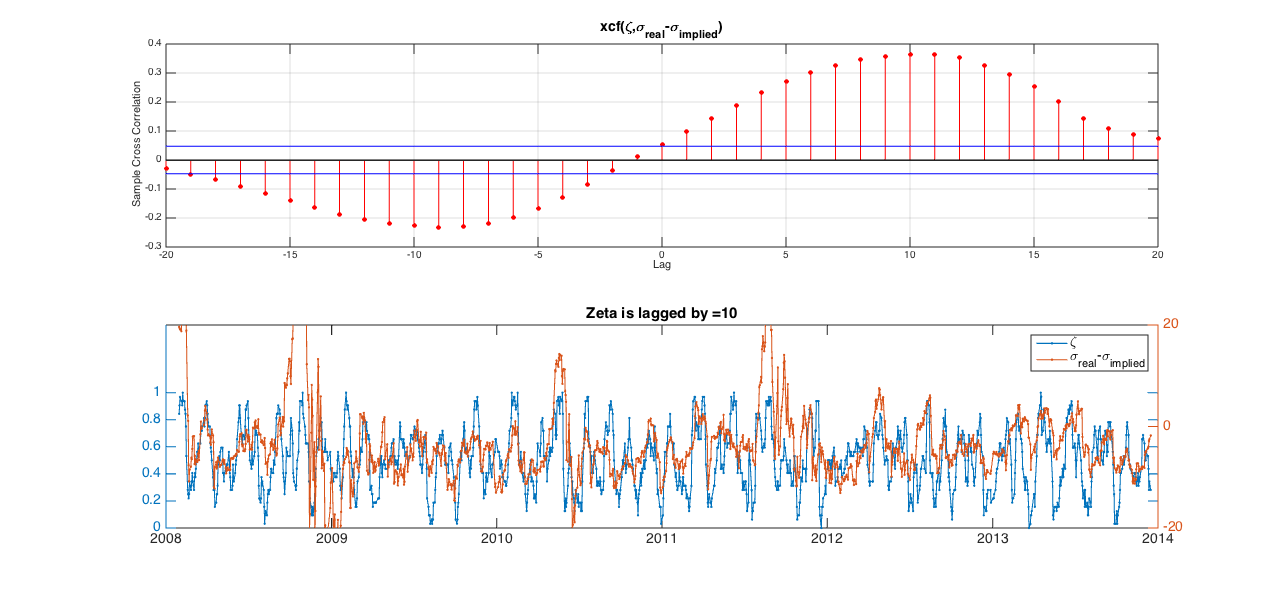 xcf(ζ,σreal-σimplied)
0.4
0.3
0.2
0.1
0
-0.1
-0.2
-0.3
Sample Cross Correlation
-20 -15 -10 -5 0 5 10 15 20
Lag
Zeta is lagged by =10
1
0.8
0.6
0.4
0.2
0
20
0
-20
ζ
σreal-σimplied
2008 2009 2010 2011 2012 2013 2014